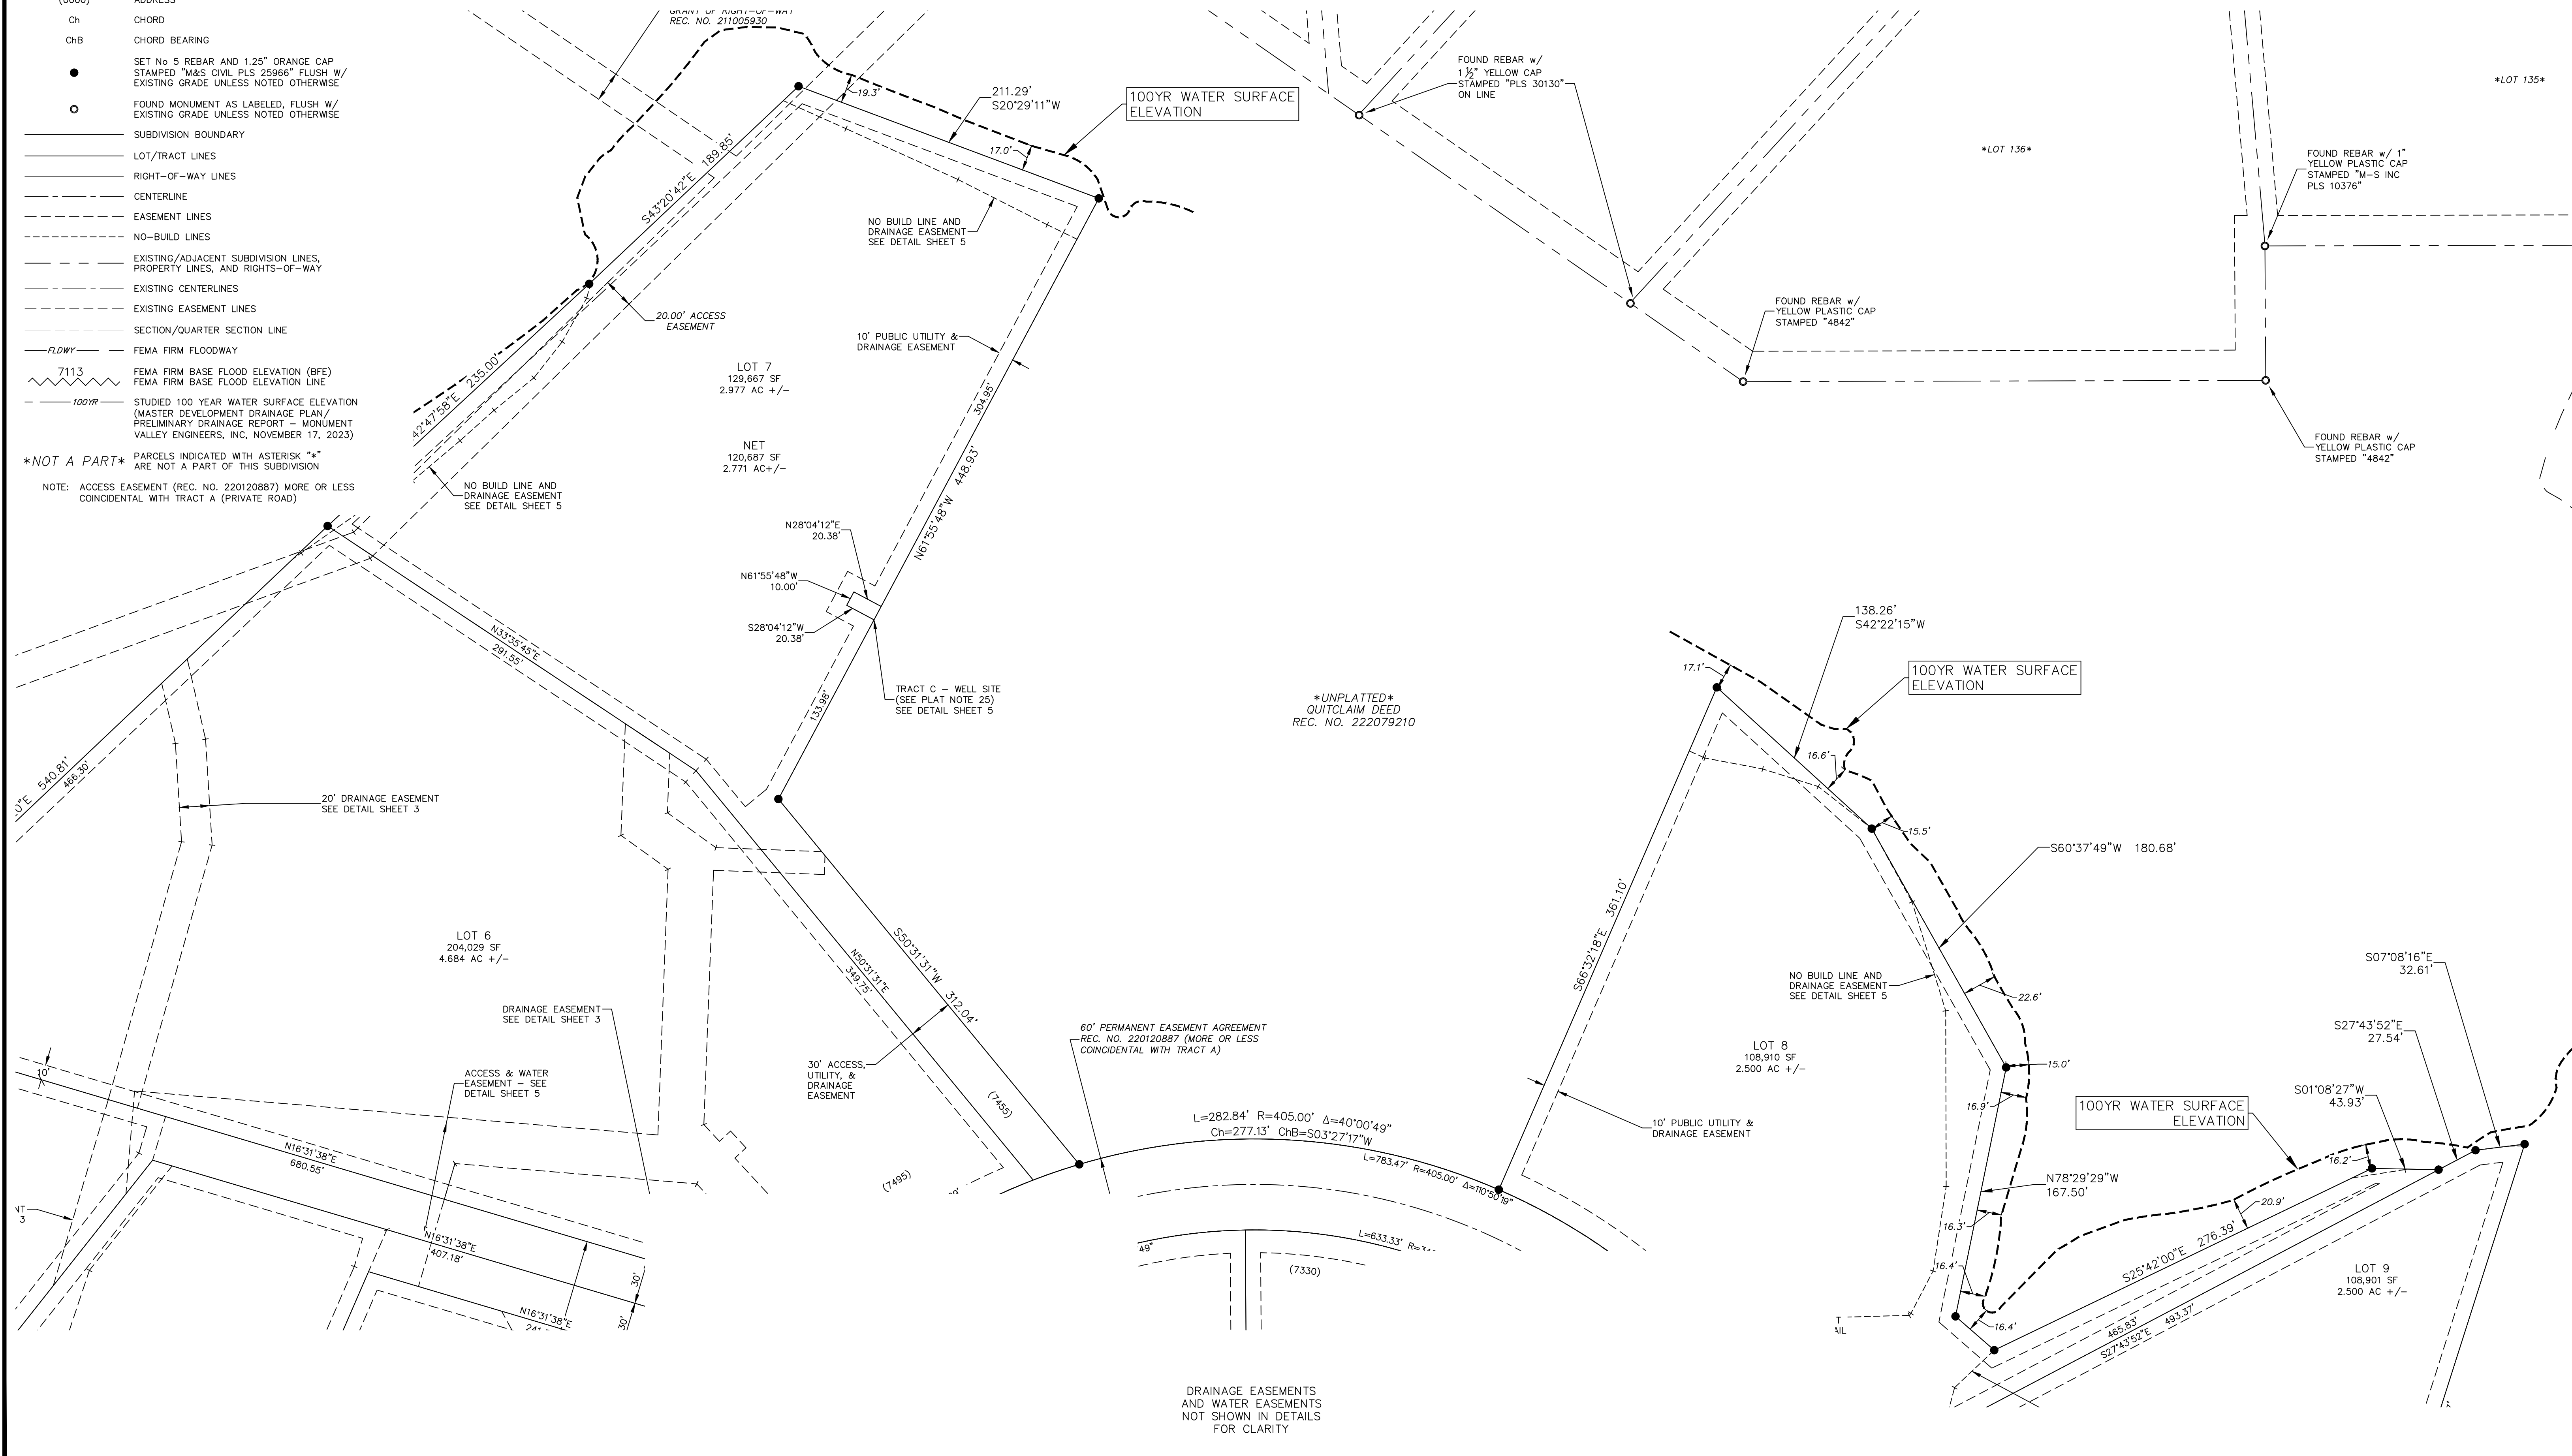 ADDRESS
Ch CHORD
ChB CHORD BEARING
SET No 5 REBAR AND 1.25" ORANGE CAP
STAMPED "M&S CIVIL PLS 25966" FLUSH W/
EXISTING GRADE UNLESS NOTED OTHERWISE
FOUND MONUMENT AS LABELED, FLUSH W/
EXISTING GRADE UNLESS NOTED OTHERWISE
SUBDIVISION BOUNDARY
LOT/TRACT LINES
RIGHT-OF-WAY LINES
CENTERLINE
EASEMENT LINES
NO-BUILD LINES
EXISTING/ADJACENT SUBDIVISION LINES,
PROPERTY LINES, AND RIGHTS-OF-WAY
EXISTING CENTERLINES
EXISTING EASEMENT LINES
SECTION/QUARTER SECTION LINE
FLDWY FEMA FIRM FLOODWAY
7113 FEMA FIRM BASE FLOOD ELEVATION (BFE)
FEMA FIRM BASE FLOOD ELEVATION LINE
100YR STUDIED 100 YEAR WATER SURFACE ELEVATION
(MASTER DEVELOPMENT DRAINAGE PLAN/
PRELIMINARY DRAINAGE REPORT - MONUMENT
VALLEY ENGINEERS, INC, NOVEMBER 17, 2023)
*NOT A PART* PARCELS INDICATED WITH ASTERISK "*"
ARE NOT A PART OF THIS SUBDIVISION
NOTE: ACCESS EASEMENT (REC. NO. 220120887) MORE OR LESS
COINCIDENTAL WITH TRACT A (PRIVATE ROAD)
GRANT OF RIGHT-OF-WAY
REC. NO. 211005930
19.3'
211.29'
S20°29'11"W
100YR WATER SURFACE
ELEVATION
17.0'
S43°20'42"E 189.85'
NO BUILD LINE AND
DRAINAGE EASEMENT
SEE DETAIL SHEET 5
20.00' ACCESS
EASEMENT
42°47'58"E 235.00'
10' PUBLIC UTILITY &
DRAINAGE EASEMENT
LOT 7
129,667 SF
2.977 AC +/-
NET
120,687 SF
2.771 AC+/-
304.95'
N61°55'48"W 448.93'
NO BUILD LINE AND
DRAINAGE EASEMENT
SEE DETAIL SHEET 5
N28°04'12"E
20.38'
N61°55'48"W
10.00'
S28°04'12"W
20.38'
TRACT C - WELL SITE
(SEE PLAT NOTE 25)
SEE DETAIL SHEET 5
133.98'
N33°35'45"E
291.55'
0"E 540.81'
466.30'
20' DRAINAGE EASEMENT
SEE DETAIL SHEET 3
LOT 6
204,029 SF
4.684 AC +/-
DRAINAGE EASEMENT
SEE DETAIL SHEET 3
ACCESS & WATER
EASEMENT - SEE
DETAIL SHEET 5
10'
N16°31'38"E
680.55'
N16°31'38"E
407.18'
N16°31'38"E
241
30'
30'
NT
3
S50°31'31"W 312.04'
N50°31'31"E
349.75'
30' ACCESS,
UTILITY, &
DRAINAGE
EASEMENT
(7455)
(7495)
60' PERMANENT EASEMENT AGREEMENT
REC. NO. 220120887 (MORE OR LESS
COINCIDENTAL WITH TRACT A)
L=282.84' R=405.00' Δ=40°00'49"
Ch=277.13' ChB=S03°27'17"W
L=783.47' R=405.00' Δ=110°50'19"
49"
L=633.33'
(7330)
DRAINAGE EASEMENTS
AND WATER EASEMENTS
NOT SHOWN IN DETAILS
FOR CLARITY
*UNPLATTED*
QUITCLAIM DEED
REC. NO. 222079210
FOUND REBAR w/
1½" YELLOW CAP
STAMPED "PLS 30130"
ON LINE
*LOT 136*
*LOT 135*
FOUND REBAR w/ 1"
YELLOW PLASTIC CAP
STAMPED "M-S INC
PLS 10376"
FOUND REBAR w/
YELLOW PLASTIC CAP
STAMPED "4842"
FOUND REBAR w/
YELLOW PLASTIC CAP
STAMPED "4842"
138.26'
S42°22'15"W
17.1'
100YR WATER SURFACE
ELEVATION
16.6'
15.5'
S60°37'49"W 180.68'
S66°32'18"E 361.10'
NO BUILD LINE AND
DRAINAGE EASEMENT
SEE DETAIL SHEET 5
22.6'
LOT 8
108,910 SF
2.500 AC +/-
15.0'
16.9'
10' PUBLIC UTILITY &
DRAINAGE EASEMENT
N78°29'29"W
167.50'
16.3'
16.4'
16.4'
100YR WATER SURFACE
ELEVATION
S07°08'16"E
32.61'
S27°43'52"E
27.54'
S01°08'27"W
43.93'
16.2'
20.9'
S25°42'00"E 276.39'
465.83'
S27°43'52"E 493.37'
LOT 9
108,901 SF
2.500 AC +/-